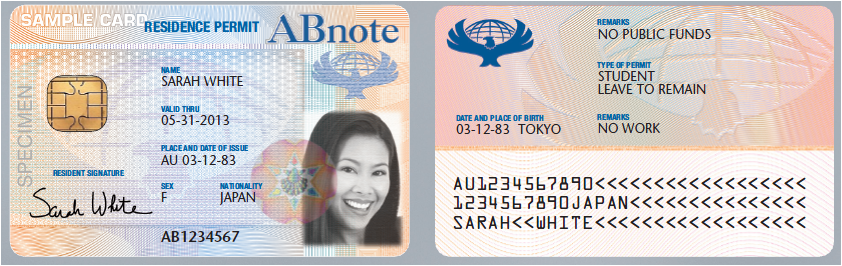 SAMPLE CARD
RESIDENCE PERMIT
ABnote
SPECIMEN
NAME
SARAH WHITE
VALID THRU
05-31-2013
PLACE AND DATE OF ISSUE
AU 03-12-83
RESIDENT SIGNATURE
Sarah White
SEX NATIONALITY
F JAPAN
AB1234567
REMARKS
NO PUBLIC FUNDS
TYPE OF PERMIT
STUDENT
LEAVE TO REMAIN
DATE AND PLACE OF BIRTH
03-12-83 TOKYO
REMARKS
NO WORK
AU1234567890<<<<<<<<<<<<<<<<<<
1234567890JAPAN<<<<<<<<<<<<<<<
SARAH<<WHITE<<<<<<<<<<<<<<<<<<